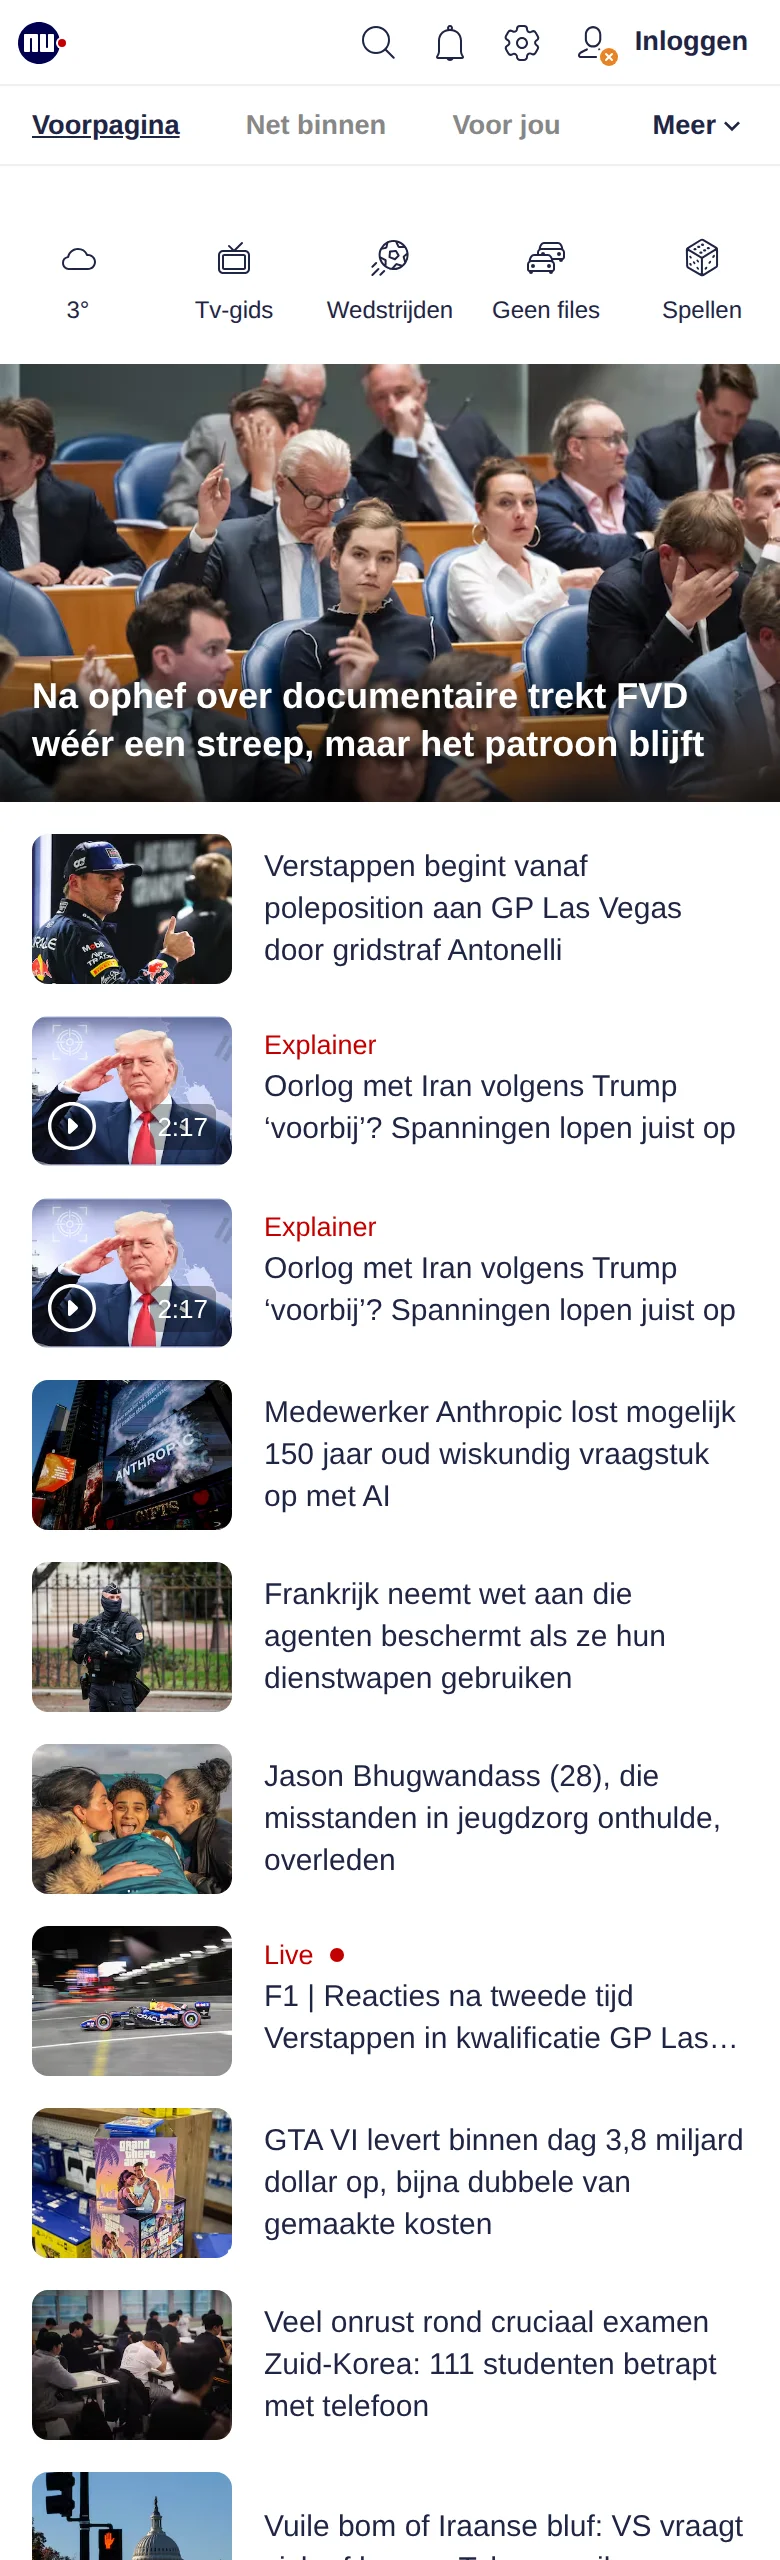 nu
Inloggen
Voorpagina
Net binnen
Voor jou
Meer
3°
Tv-gids
Wedstrijden
Geen files
Spellen
Na ophef over documentaire trekt FVD
wéér een streep, maar het patroon blijft
Verstappen begint vanaf
poleposition aan GP Las Vegas
door gridstraf Antonelli
Explainer
Oorlog met Iran volgens Trump
‘voorbij’? Spanningen lopen juist op
2:17
Explainer
Oorlog met Iran volgens Trump
‘voorbij’? Spanningen lopen juist op
2:17
ANTHROPIC
Medewerker Anthropic lost mogelijk
150 jaar oud wiskundig vraagstuk
op met AI
Frankrijk neemt wet aan die
agenten beschermt als ze hun
dienstwapen gebruiken
Jason Bhugwandass (28), die
misstanden in jeugdzorg onthulde,
overleden
Live
F1 | Reacties na tweede tijd
Verstappen in kwalificatie GP Las…
ORACLE
grand
theft
GTA VI levert binnen dag 3,8 miljard
dollar op, bijna dubbele van
gemaakte kosten
Veel onrust rond cruciaal examen
Zuid-Korea: 111 studenten betrapt
met telefoon
Vuile bom of Iraanse bluf: VS vraagt